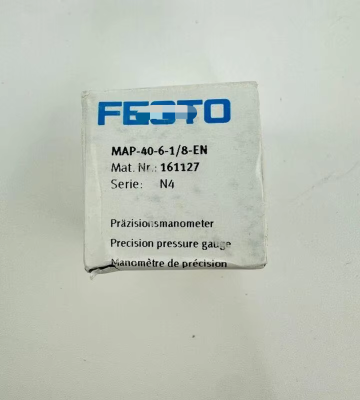 FESTO
MAP-40-6-1/8-EN
Mat. Nr.: 161127
Serie: N4
Präzisionsmanometer
Precision pressure gauge
Manomètre de précision